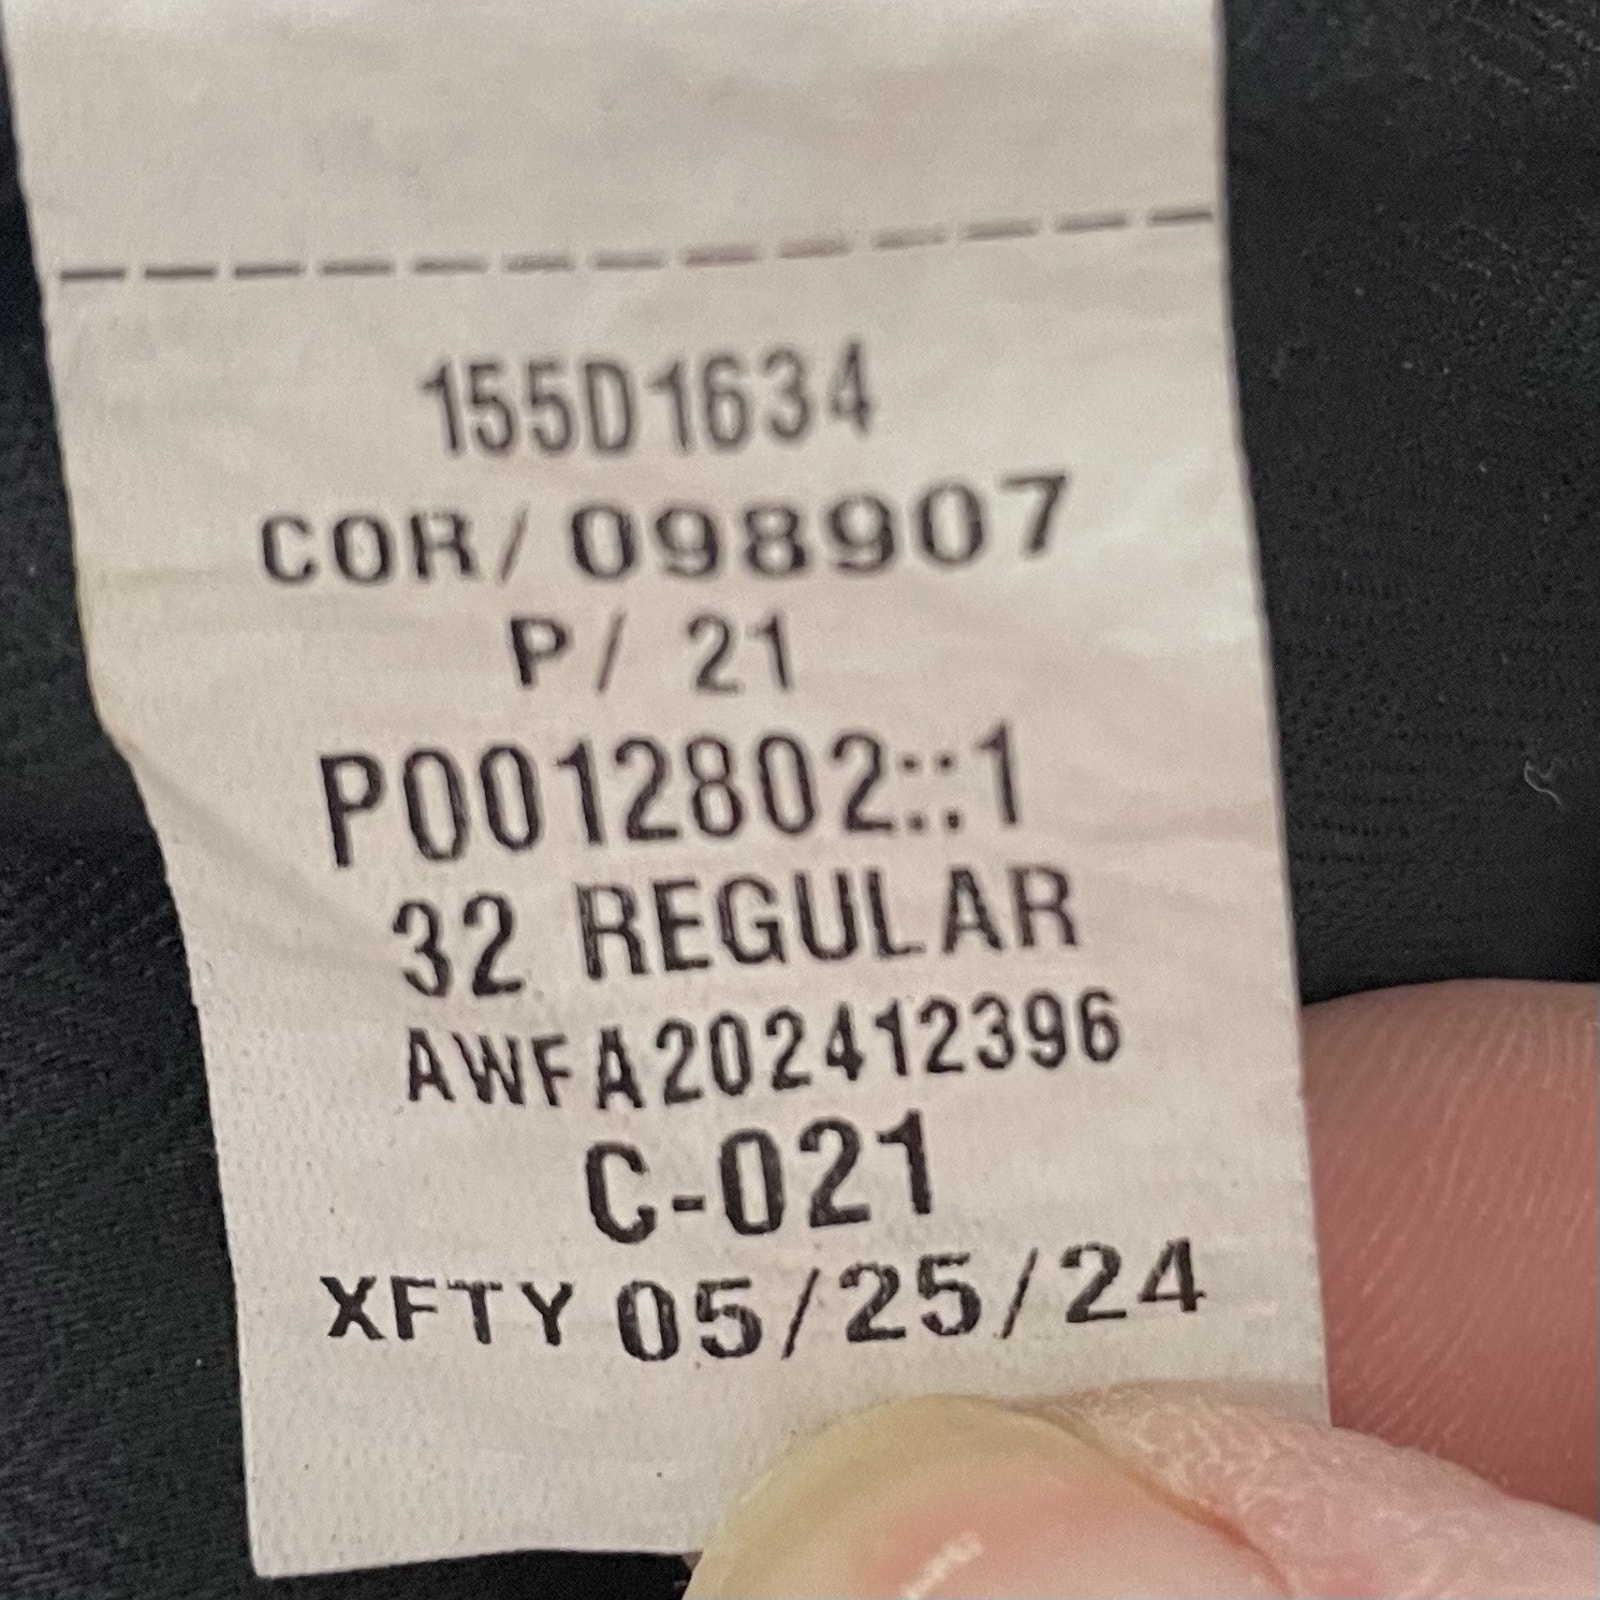 155D1634
COR/098907
P/ 21
P0012802::1
32 REGULAR
AWFA202412396
C-021
XFTY 05/25/24